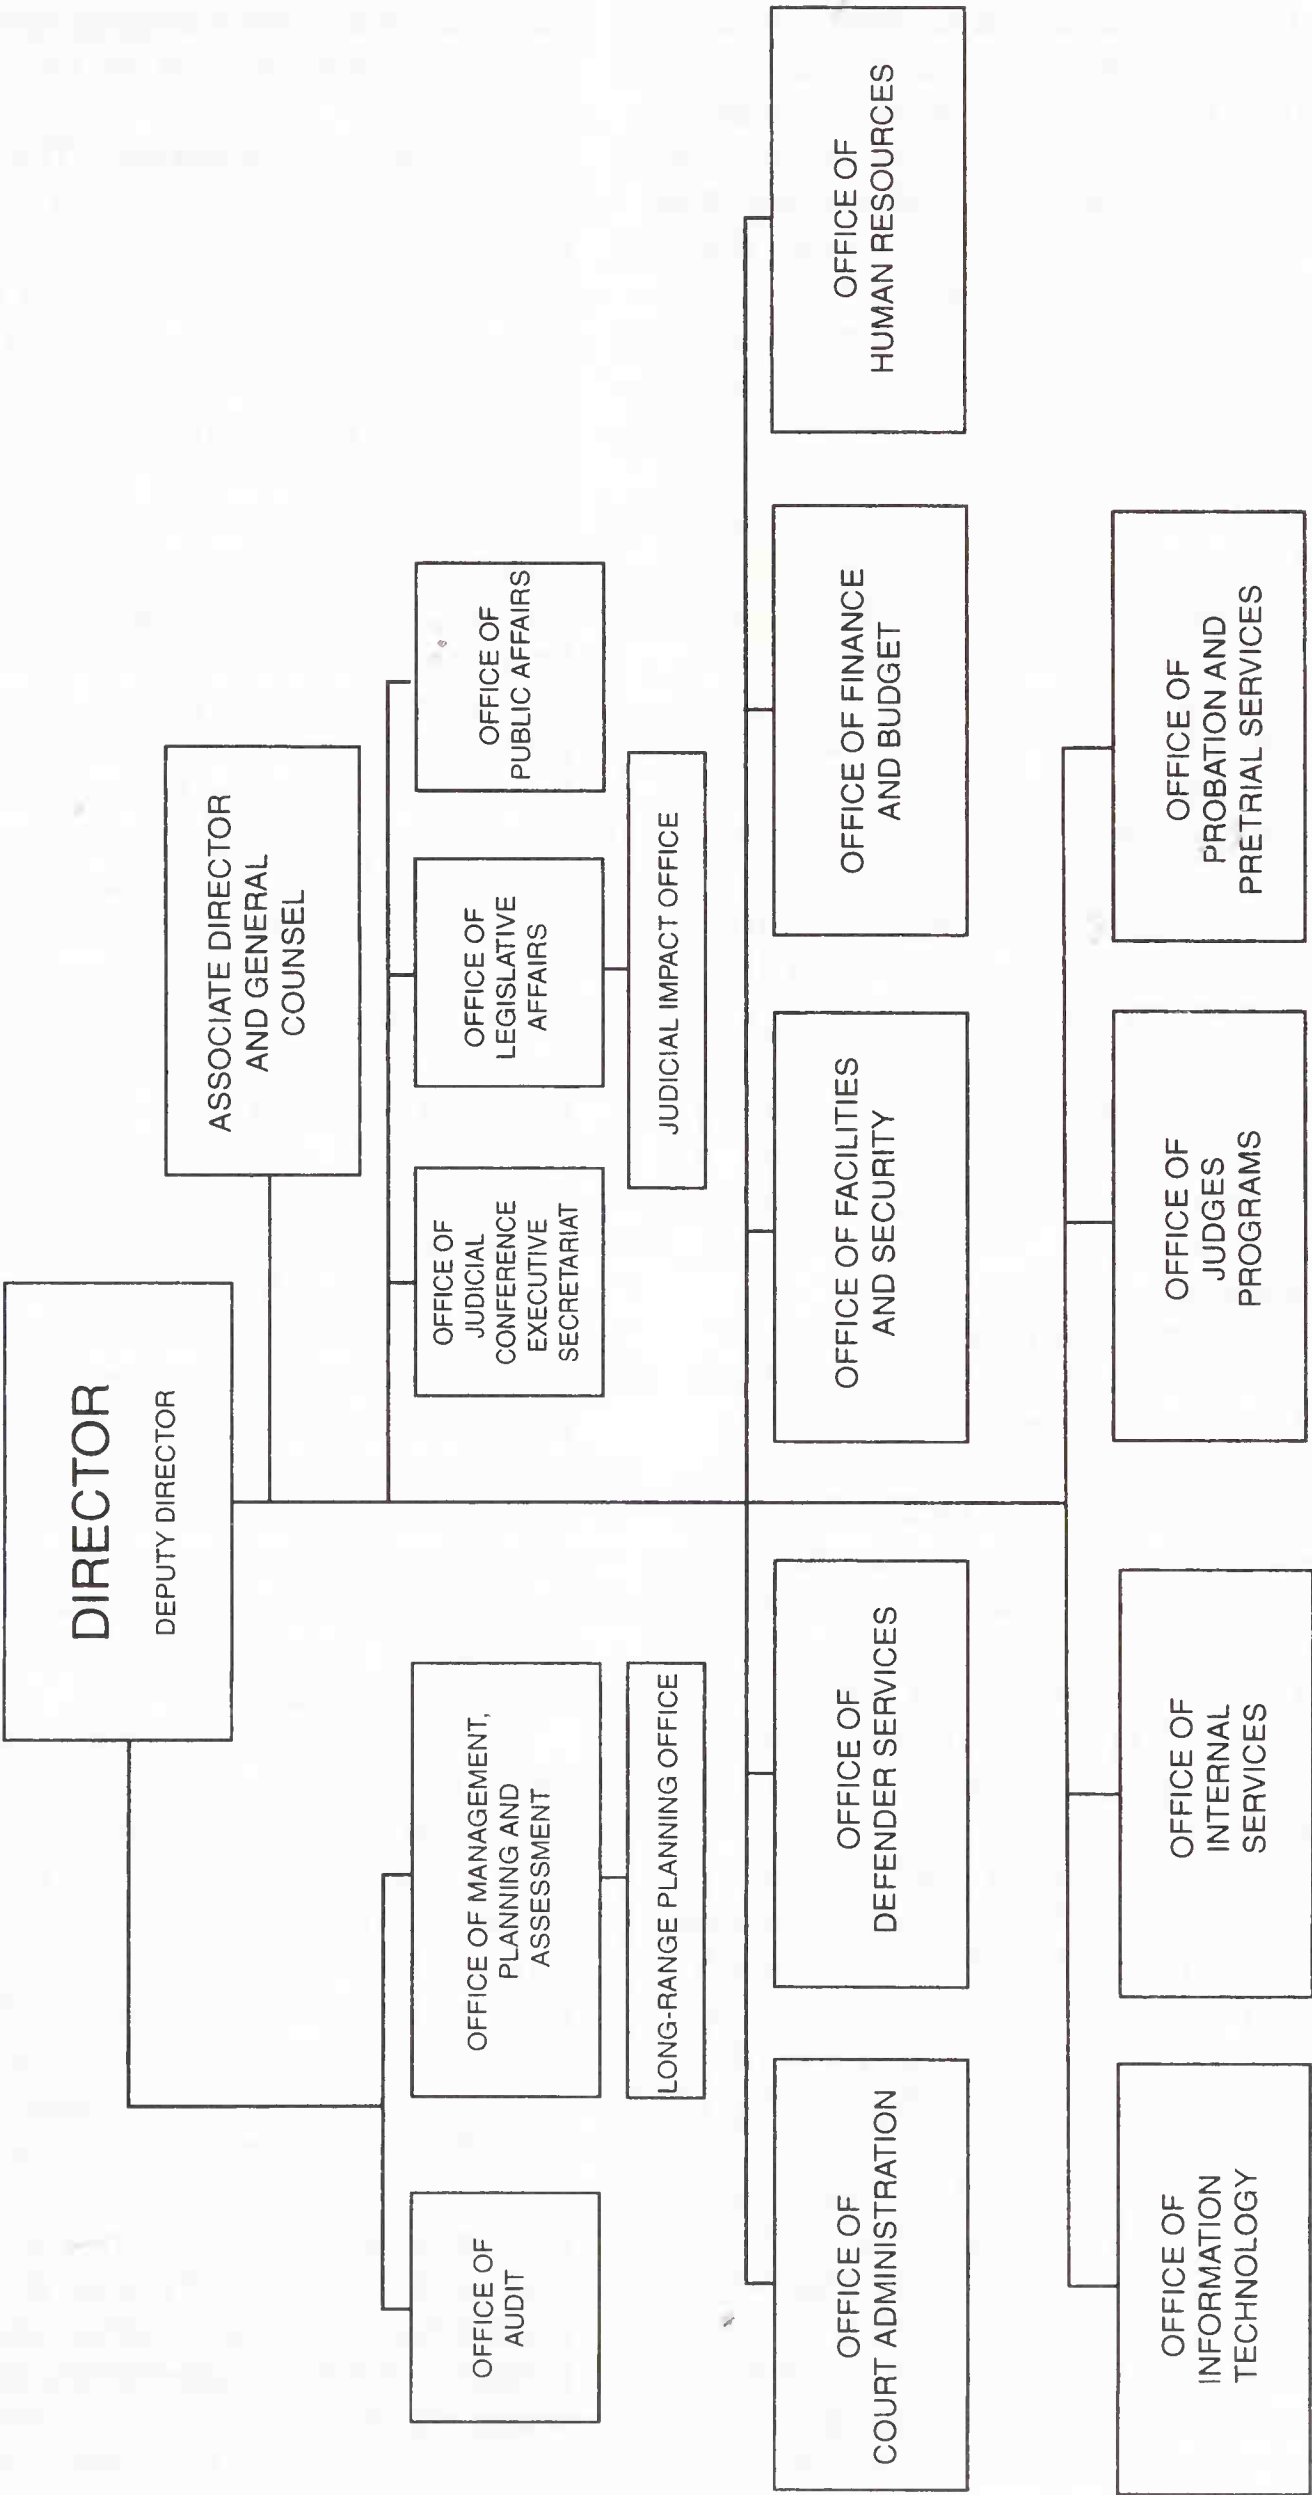 DIRECTOR
DEPUTY DIRECTOR
ASSOCIATE DIRECTOR
AND GENERAL
COUNSEL
OFFICE OF
AUDIT
OFFICE OF MANAGEMENT,
PLANNING AND
ASSESSMENT
LONG-RANGE PLANNING OFFICE
OFFICE OF
JUDICIAL
CONFERENCE
EXECUTIVE
SECRETARIAT
OFFICE OF
LEGISLATIVE
AFFAIRS
JUDICIAL IMPACT OFFICE
OFFICE OF
PUBLIC AFFAIRS
OFFICE OF
COURT ADMINISTRATION
OFFICE OF
DEFENDER SERVICES
OFFICE OF FACILITIES
AND SECURITY
OFFICE OF FINANCE
AND BUDGET
OFFICE OF
HUMAN RESOURCES
OFFICE OF
INFORMATION
TECHNOLOGY
OFFICE OF
INTERNAL
SERVICES
OFFICE OF
JUDGES
PROGRAMS
OFFICE OF
PROBATION AND
PRETRIAL SERVICES